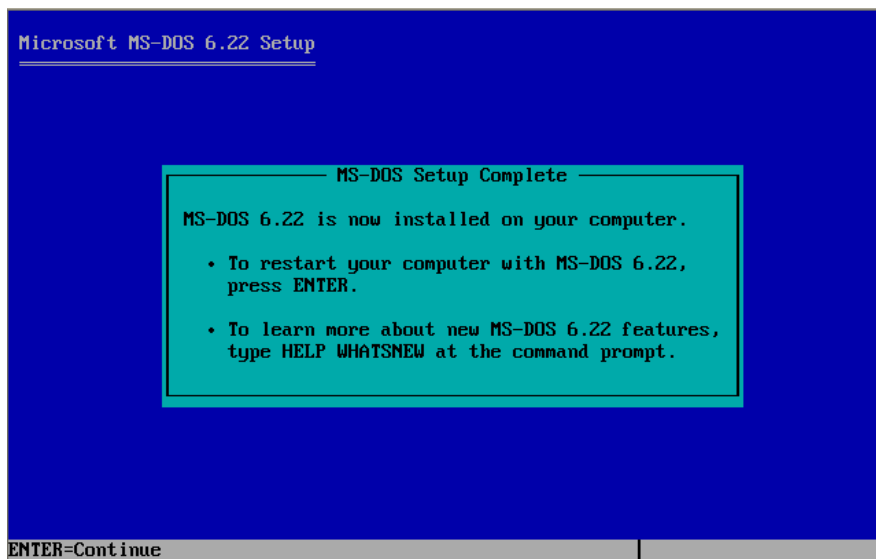 Microsoft MS-DOS 6.22 Setup
MS-DOS Setup Complete
MS-DOS 6.22 is now installed on your computer.
• To restart your computer with MS-DOS 6.22,
press ENTER.
• To learn more about new MS-DOS 6.22 features,
type HELP WHATSNEW at the command prompt.
ENTER=Continue